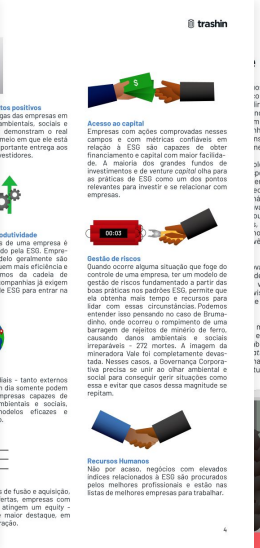 trashin
tos positivos
gas das empresas em
ambientais, sociais e
demonstram o real
meio em que ele está
portante entrega aos
vestidores.
odutividade
s de uma empresa é
do pela ESG. Empre-
delo geralmente são
uem mais eficiência e
mos da cadeia de
companhias já exigem
de ESG para entrar na
diais - tanto externos
m dia somente podem
mpresas capazes de
mbientais e sociais,
modelos eficazes e
o.
s de fusão e aquisição,
fertas, empresas com
atingem um equity -
e maior destaque, em
ração.
Acesso ao capital
Empresas com ações comprovadas nesses
campos e com métricas confiáveis em
relação à ESG são capazes de obter
financiamento e capital com maior facilida-
de. A maioria dos grandes fundos de
investimentos e de venture capital olha para
as práticas de ESG como um dos pontos
relevantes para investir e se relacionar com
empresas.
00:03
Gestão de riscos
Quando ocorre alguma situação que foge do
controle de uma empresa, ter um modelo de
gestão de riscos fundamentado a partir das
boas práticas nos padrões ESG, permite que
ela obtenha mais tempo e recursos para
lidar com essas circunstâncias. Podemos
entender isso pensando no caso de Bruma-
dinho, onde ocorreu o rompimento de uma
barragem de rejeitos de minério de ferro,
causando danos ambientais e sociais
irreparáveis - 272 mortes. A imagem da
mineradora Vale foi completamente devas-
tada. Nesses casos, a Governança Corpora-
tiva precisa se unir ao olhar ambiental e
social para conseguir gerir situações como
essa e evitar que casos dessa magnitude se
repitam.
Recursos Humanos
Não por acaso, negócios com elevados
índices relacionados à ESG são procurados
pelos melhores profissionais e estão nas
listas de melhores empresas para trabalhar.
4